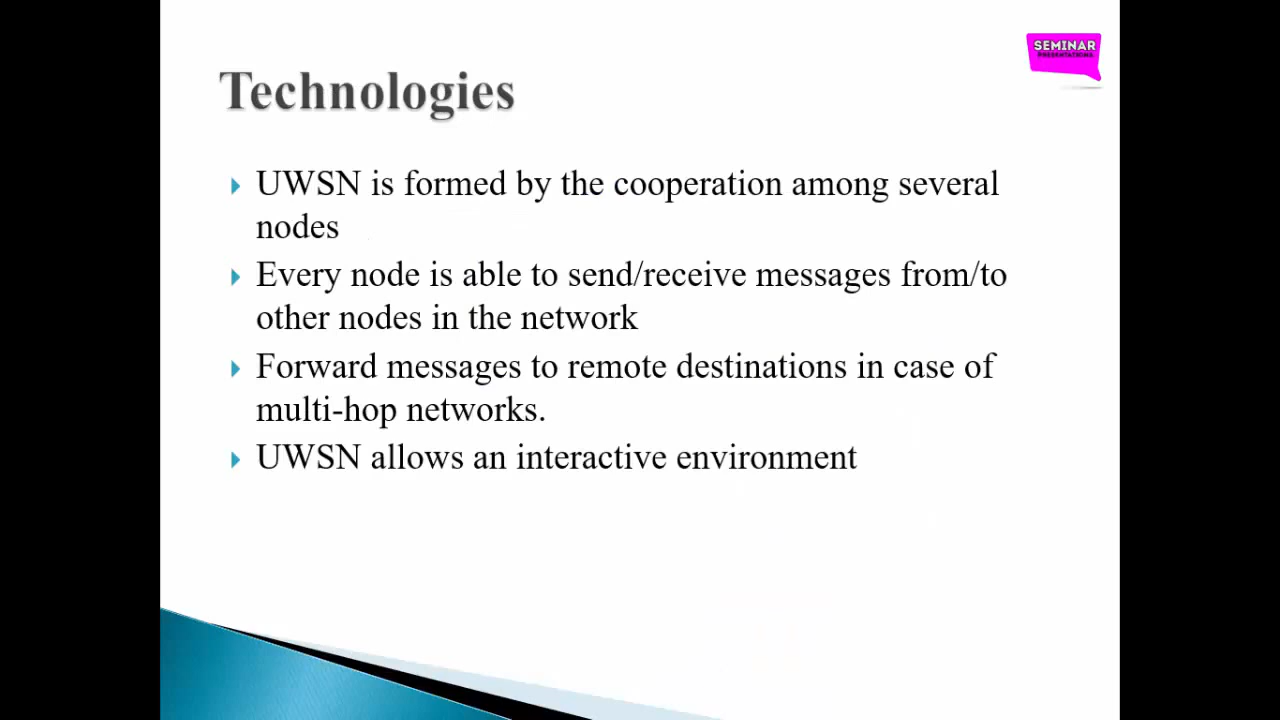 SEMINAR
PRESENTATIONS
Technologies
UWSN is formed by the cooperation among several
nodes
Every node is able to send/receive messages from/to
other nodes in the network
Forward messages to remote destinations in case of
multi-hop networks.
UWSN allows an interactive environment